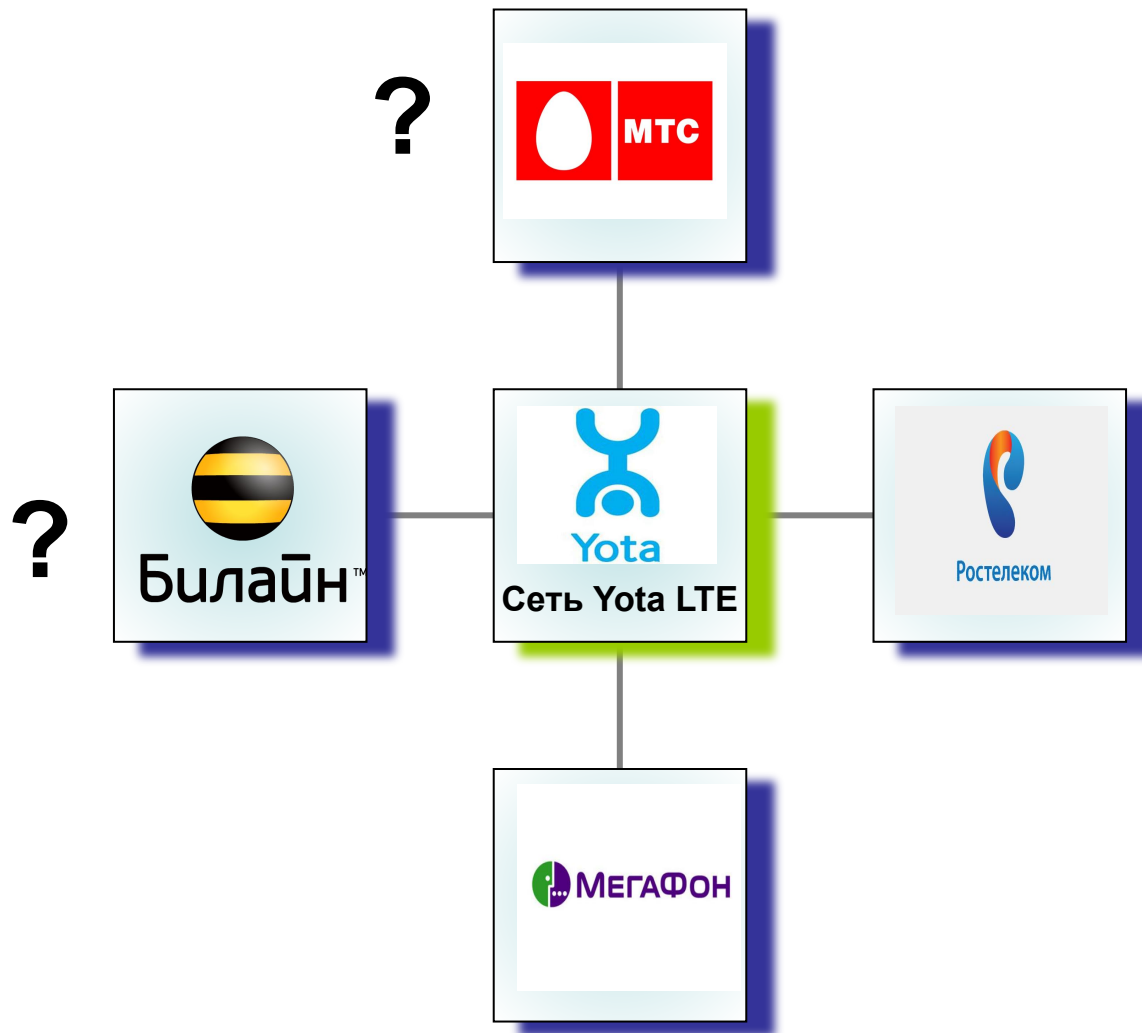 ?
МТС
Билайн™
?
Yota
Сеть Yota LTE
Ростелеком
МЕГАФОН